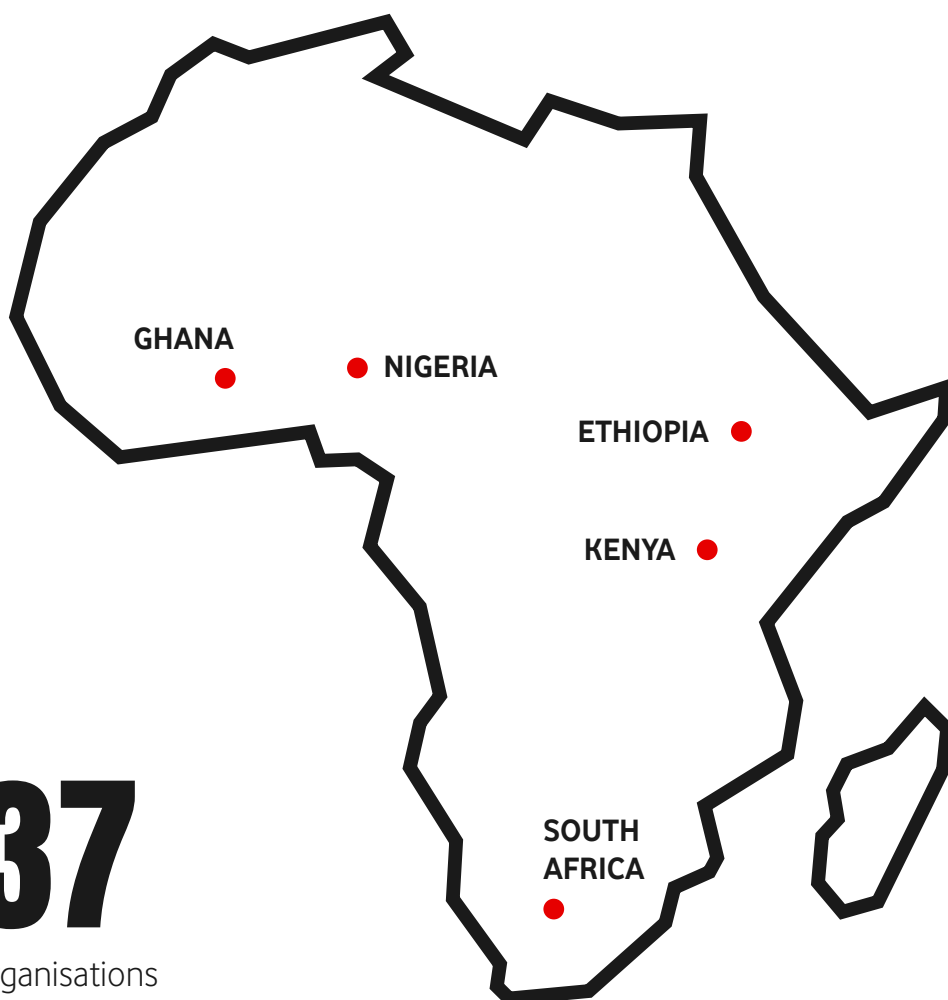 GHANA
NIGERIA
ETHIOPIA
KENYA
SOUTH
AFRICA
37
ganisations